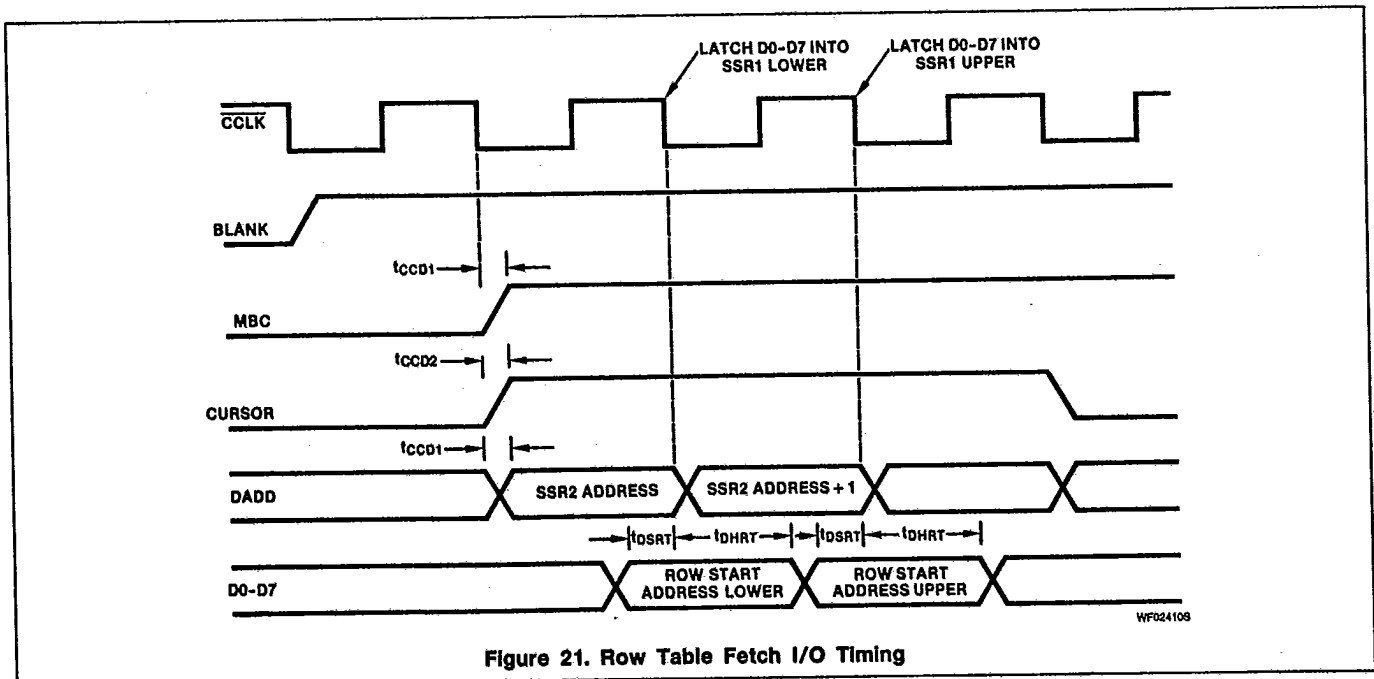 LATCH D0-D7 INTO
SSR1 LOWER
LATCH D0-D7 INTO
SSR1 UPPER
CCLK
BLANK
tCCD1
MBC
tCCD2
CURSOR
tCCD1
DADD
SSR2 ADDRESS
SSR2 ADDRESS + 1
tDSRT
tDHRT
tDSRT
tDHRT
D0-D7
ROW START
ADDRESS LOWER
ROW START
ADDRESS UPPER
WF02410S
Figure 21. Row Table Fetch I/O Timing